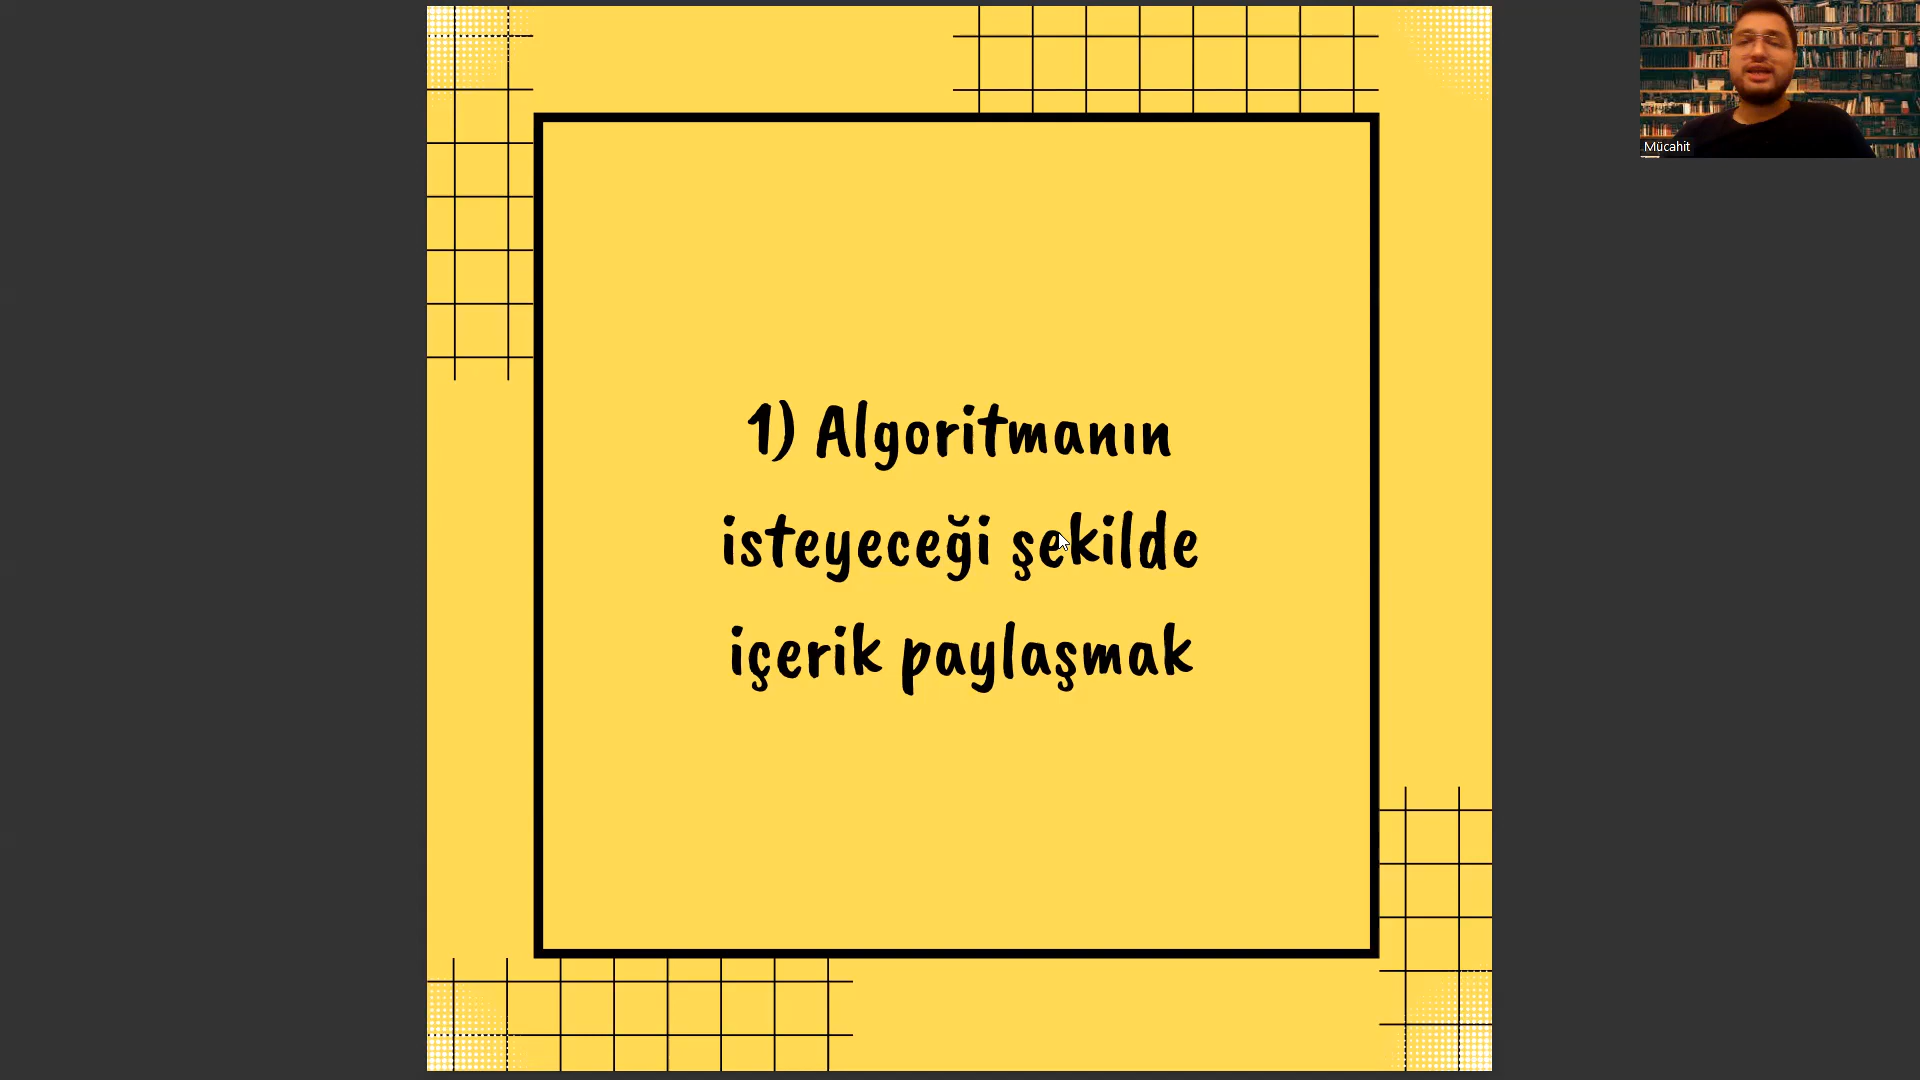 1) Algoritmanın
isteyeceği şekilde
içerik paylaşmak
Mücahit